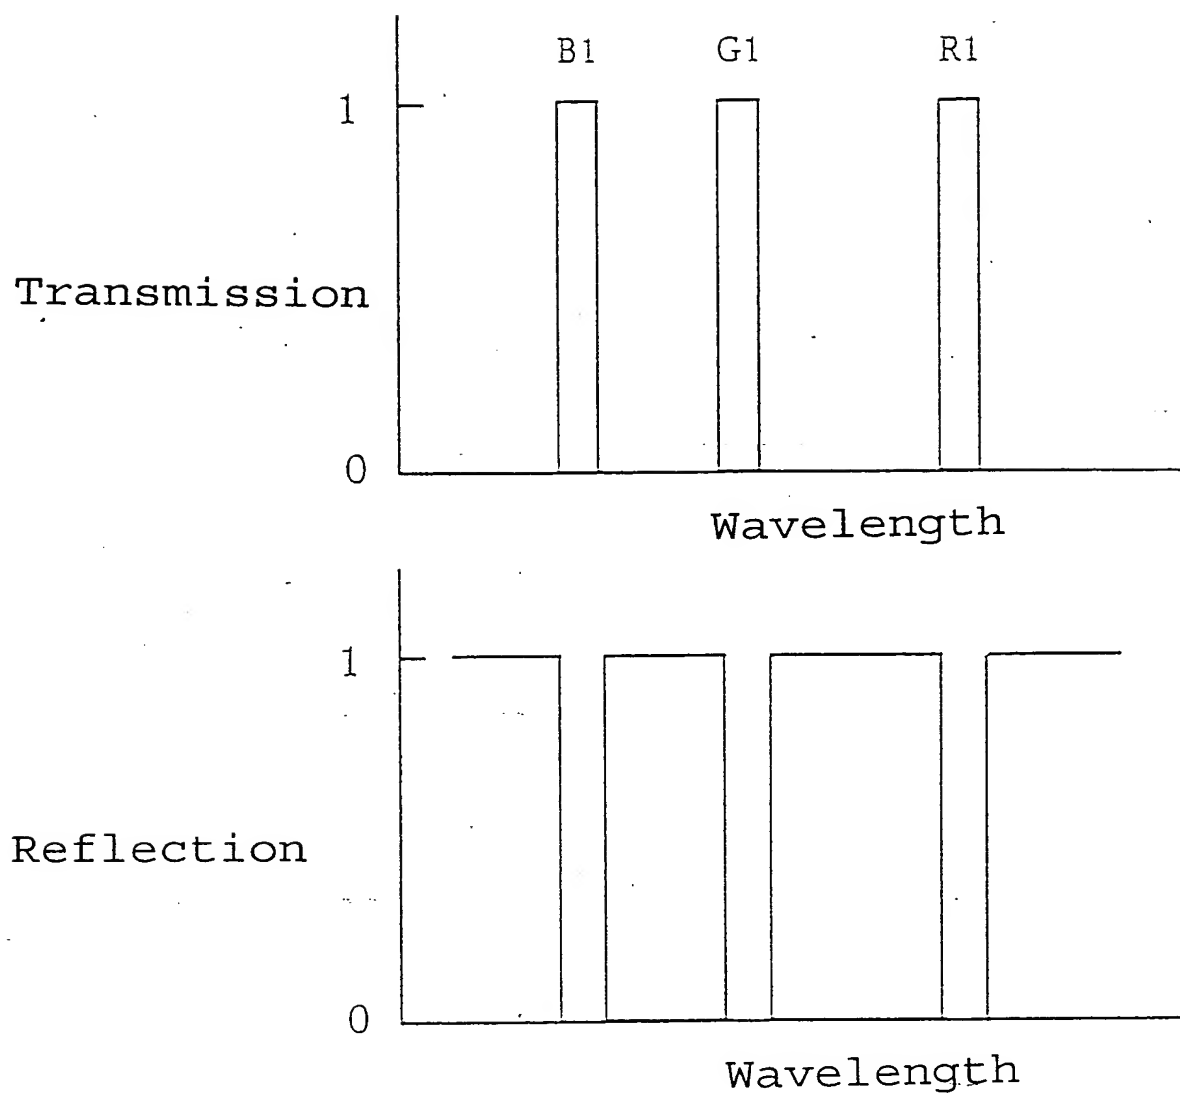 B1 G1 R1
1
Transmission
0
Wavelength
1
Reflection
0
Wavelength